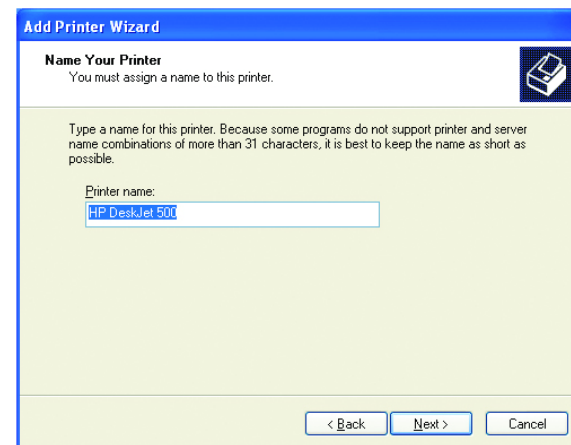 Add Printer Wizard
Name Your Printer
You must assign a name to this printer.
Type a name for this printer. Because some programs do not support printer and server
name combinations of more than 31 characters, it is best to keep the name as short as
possible.
Printer name:
HP DeskJet 500
< Back Next > Cancel